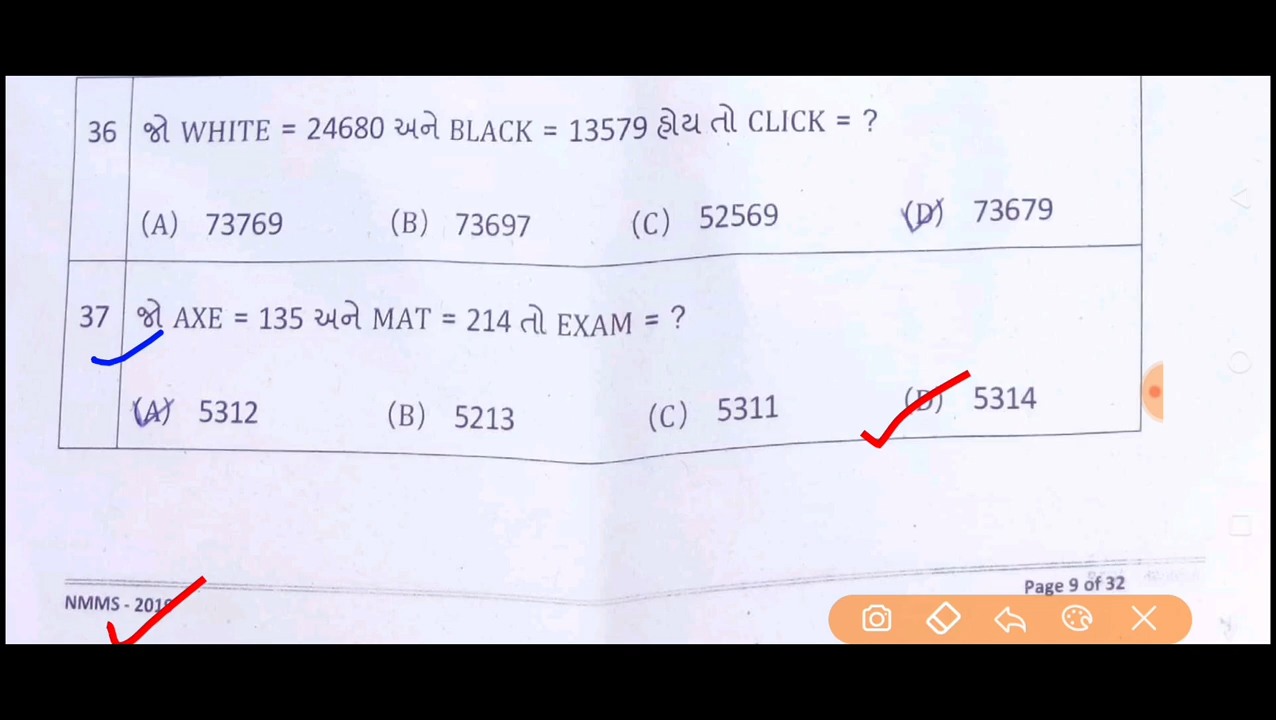 36 જો WHITE = 24680 અને BLACK = 13579 હોય તો CLICK = ?
(A) 73769 (B) 73697 (C) 52569 (D) 73679
37 જો AXE = 135 અને MAT = 214 તો EXAM = ?
(A) 5312 (B) 5213 (C) 5311 (D) 5314
Page 9 of 32
NMMS - 201